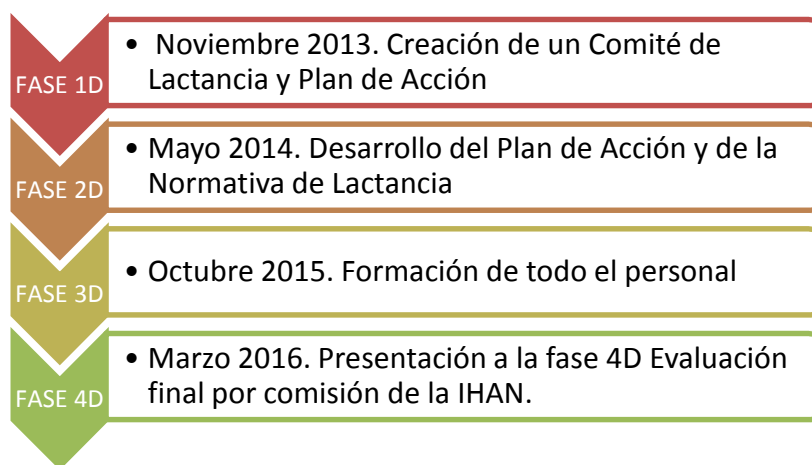 FASE 1D
• Noviembre 2013. Creación de un Comité de
Lactancia y Plan de Acción
FASE 2D
• Mayo 2014. Desarrollo del Plan de Acción y de la
Normativa de Lactancia
FASE 3D
• Octubre 2015. Formación de todo el personal
FASE 4D
• Marzo 2016. Presentación a la fase 4D Evaluación
final por comisión de la IHAN.